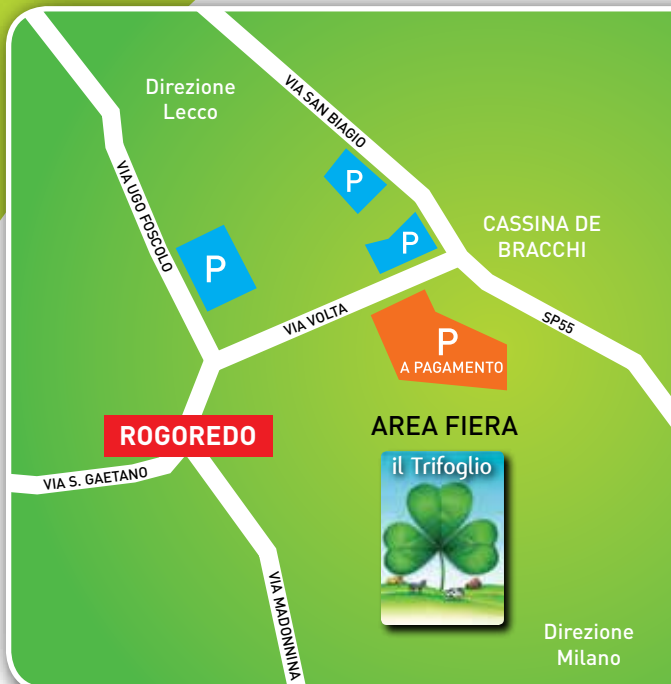 Direzione
Lecco
VIA SAN BIAGIO
VIA UGO FOSCOLO
P
P
P
CASSINA DE
BRACCHI
VIA VOLTA
SP55
P
A PAGAMENTO
ROGOREDO
AREA FIERA
il Trifoglio
VIA S. GAETANO
VIA MADONNINA
Direzione
Milano